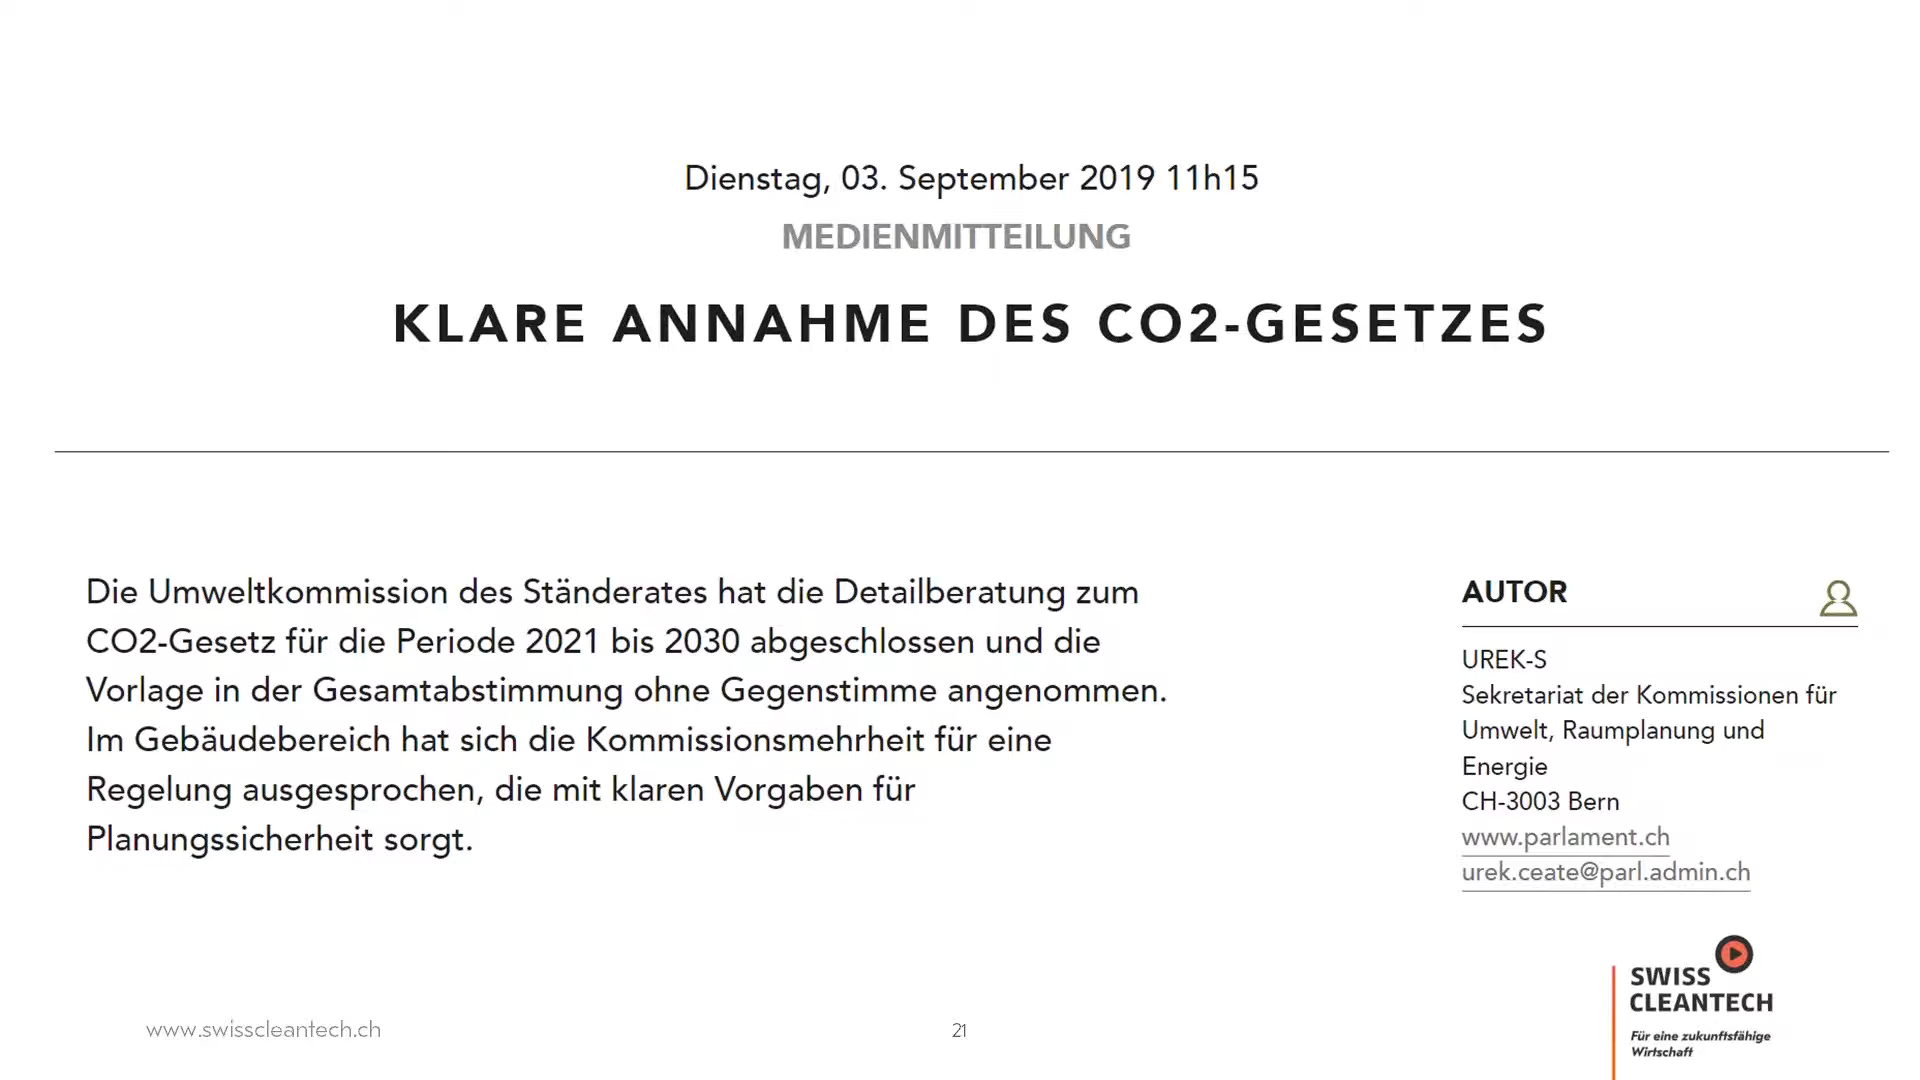 Dienstag, 03. September 2019 11h15
MEDIENMITTEILUNG
KLARE ANNAHME DES CO2-GESETZES
Die Umweltkommission des Ständerates hat die Detailberatung zum
CO2-Gesetz für die Periode 2021 bis 2030 abgeschlossen und die
Vorlage in der Gesamtabstimmung ohne Gegenstimme angenommen.
Im Gebäudebereich hat sich die Kommissionsmehrheit für eine
Regelung ausgesprochen, die mit klaren Vorgaben für
Planungssicherheit sorgt.
AUTOR
UREK-S
Sekretariat der Kommissionen für
Umwelt, Raumplanung und
Energie
CH-3003 Bern
www.parlament.ch
urek.ceate@parl.admin.ch
www.swisscleantech.ch
21
SWISS
CLEANTECH
Für eine zukunftsfähige
Wirtschaft